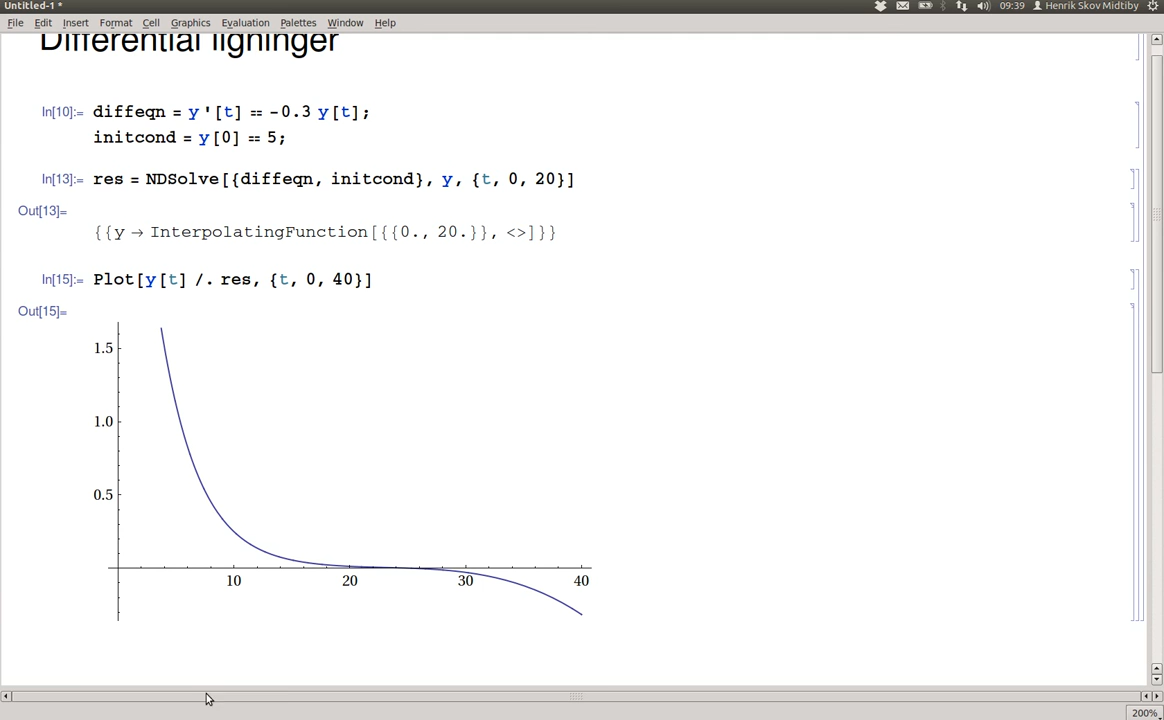 Untitled-1 *
09:39 Henrik Skov Midtiby
File Edit Insert Format Cell Graphics Evaluation Palettes Window Help
Differential ligninger
In[10]:= diffeqn = y'[t] == -0.3 y[t];
initcond = y[0] == 5;
In[13]:= res = NDSolve[{diffeqn, initcond}, y, {t, 0, 20}]
Out[13]=
{{y → InterpolatingFunction[{{0., 20.}}, <>]}}
In[15]:= Plot[y[t] /. res, {t, 0, 40}]
Out[15]=
1.5
1.0
0.5
10 20 30 40
200%